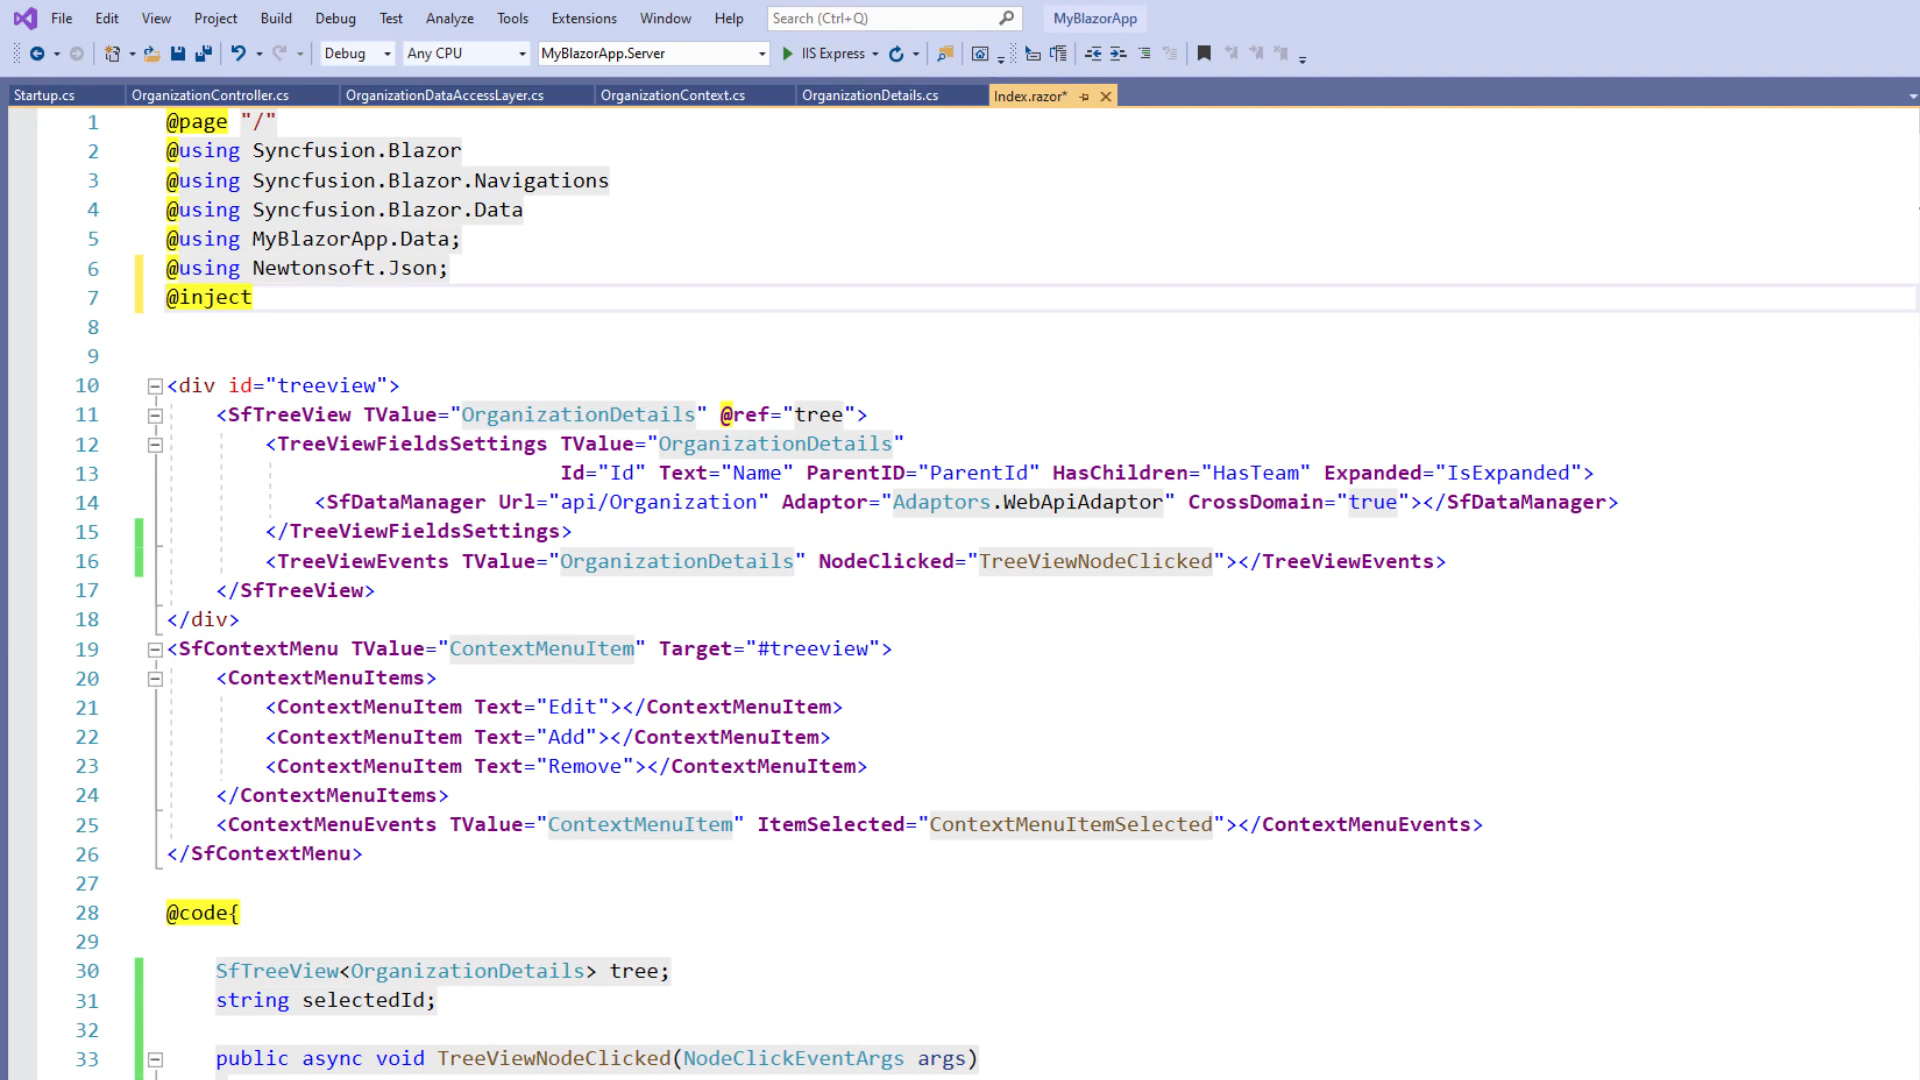 File Edit View Project Build Debug Test Analyze Tools Extensions Window Help Search (Ctrl+Q) MyBlazorApp
Debug Any CPU MyBlazorApp.Server IIS Express
Startup.cs OrganizationController.cs OrganizationDataAccessLayer.cs OrganizationContext.cs OrganizationDetails.cs Index.razor*
1 @page "/"
2 @using Syncfusion.Blazor
3 @using Syncfusion.Blazor.Navigations
4 @using Syncfusion.Blazor.Data
5 @using MyBlazorApp.Data;
6 @using Newtonsoft.Json;
7 @inject
8
9
10 <div id="treeview">
11 <SfTreeView TValue="OrganizationDetails" @ref="tree">
12 <TreeViewFieldsSettings TValue="OrganizationDetails"
13 Id="Id" Text="Name" ParentID="ParentId" HasChildren="HasTeam" Expanded="IsExpanded">
14 <SfDataManager Url="api/Organization" Adaptor="Adaptors.WebApiAdaptor" CrossDomain="true"></SfDataManager>
15 </TreeViewFieldsSettings>
16 <TreeViewEvents TValue="OrganizationDetails" NodeClicked="TreeViewNodeClicked"></TreeViewEvents>
17 </SfTreeView>
18 </div>
19 <SfContextMenu TValue="ContextMenuItem" Target="#treeview">
20 <ContextMenuItems>
21 <ContextMenuItem Text="Edit"></ContextMenuItem>
22 <ContextMenuItem Text="Add"></ContextMenuItem>
23 <ContextMenuItem Text="Remove"></ContextMenuItem>
24 </ContextMenuItems>
25 <ContextMenuEvents TValue="ContextMenuItem" ItemSelected="ContextMenuItemSelected"></ContextMenuEvents>
26 </SfContextMenu>
27
28 @code{
29
30 SfTreeView<OrganizationDetails> tree;
31 string selectedId;
32
33 public async void TreeViewNodeClicked(NodeClickEventArgs args)